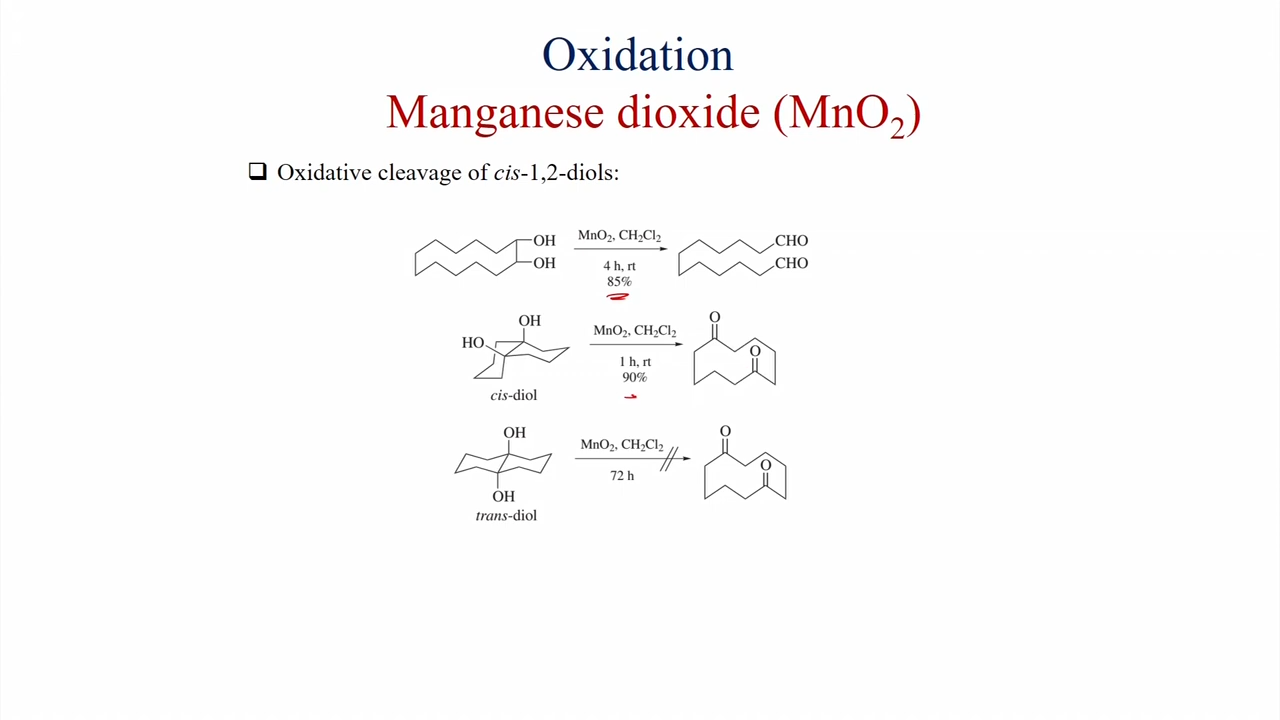 Oxidation
Manganese dioxide (MnO₂)
❑ Oxidative cleavage of cis-1,2-diols:
OH
OH
MnO₂, CH₂Cl₂
4 h, rt
85%
CHO
CHO
OH
HO
cis-diol
MnO₂, CH₂Cl₂
1 h, rt
90%
O
O
OH
OH
trans-diol
MnO₂, CH₂Cl₂
72 h
O
O